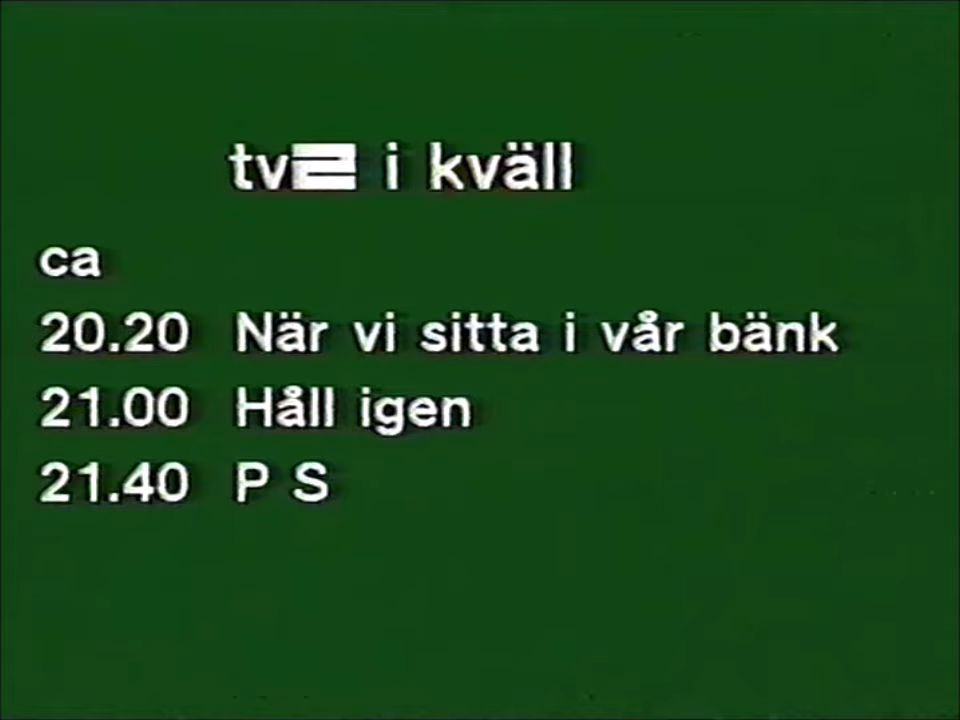 tv2 i kväll
ca
20.20 När vi sitta i vår bänk
21.00 Håll igen
21.40 P S